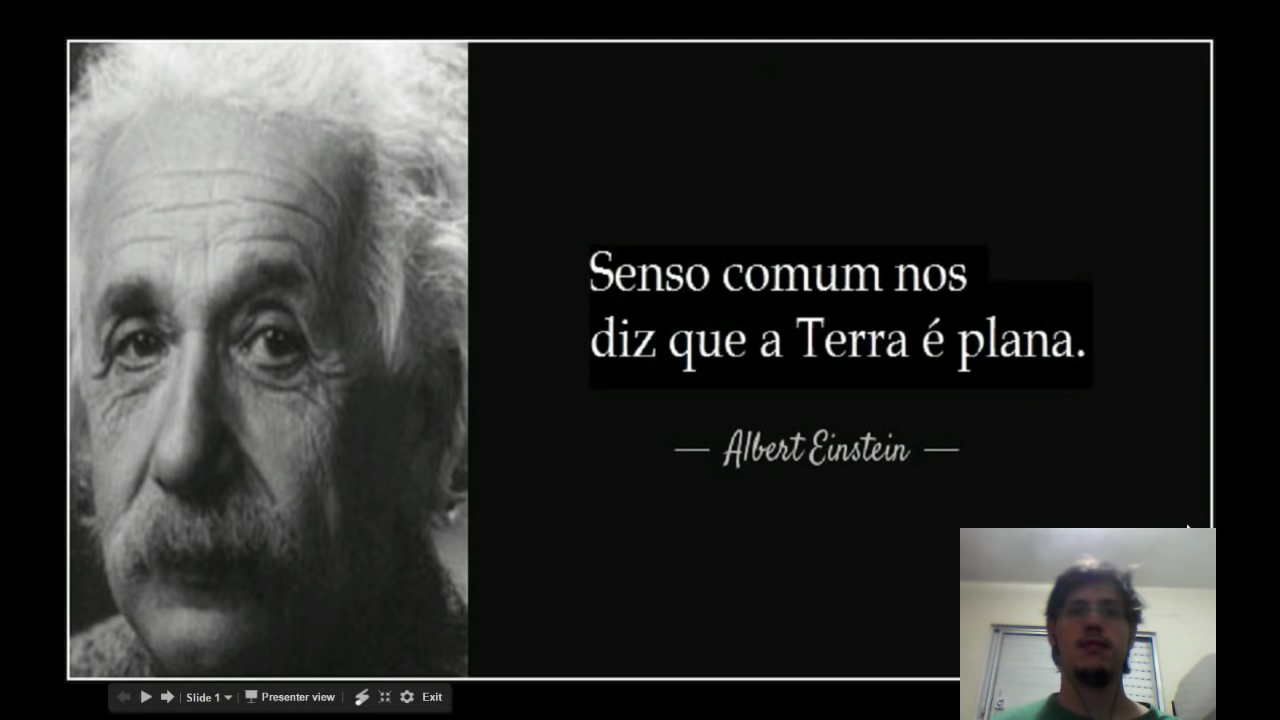 Senso comum nos
diz que a Terra é plana.
— Albert Einstein —
Slide 1
Presenter view
Exit